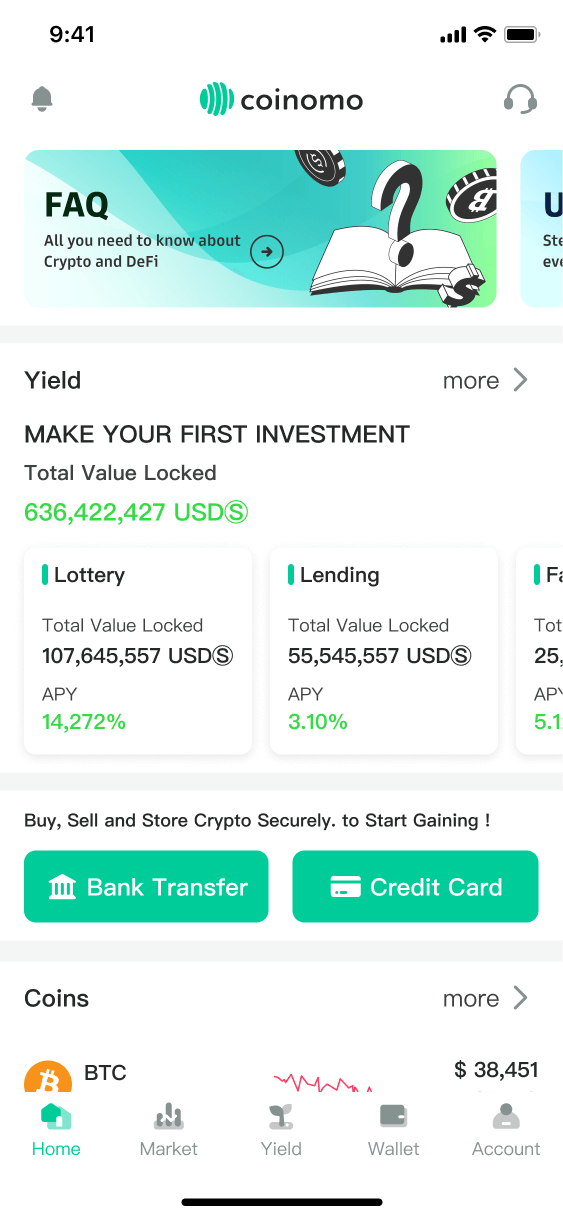 9:41
coinomo
FAQ
All you need to know about
Crypto and DeFi
U
Ste
eve
Yield
more
MAKE YOUR FIRST INVESTMENT
Total Value Locked
636,422,427 USDⓈ
Lottery
Total Value Locked
107,645,557 USDⓈ
APY
14,272%
Lending
Total Value Locked
55,545,557 USDⓈ
APY
3.10%
Fa
Tot
25,
APY
Buy, Sell and Store Crypto Securely. to Start Gaining !
Bank Transfer
Credit Card
Coins
more
BTC
$ 38,451
Home
Market
Yield
Wallet
Account